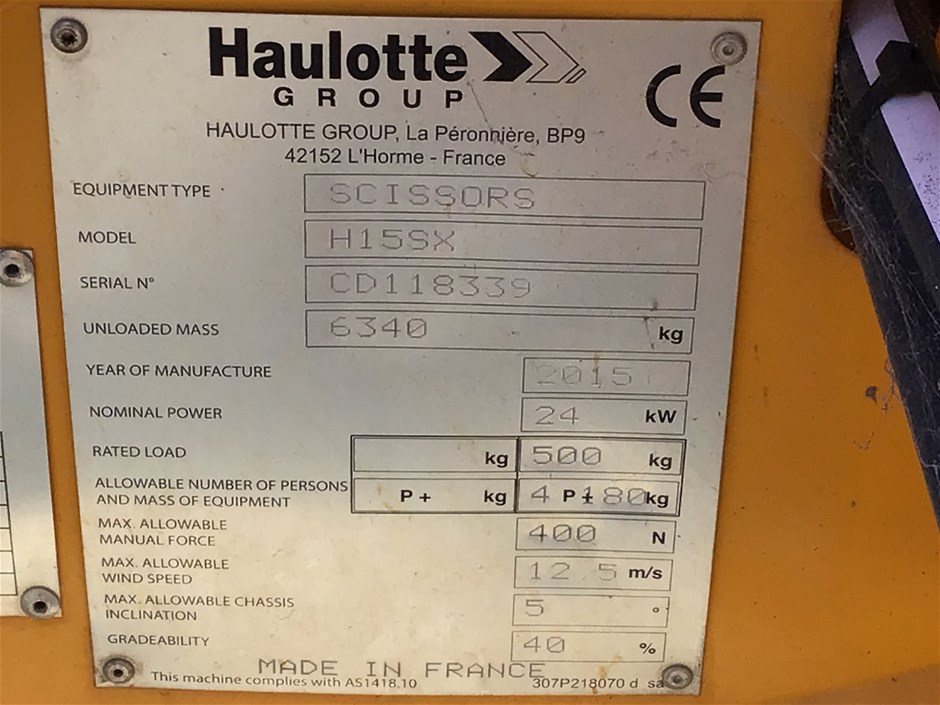 Haulotte
GROUP
CE
HAULOTTE GROUP, La Péronnière, BP9
42152 L'Horme - France
EQUIPMENT TYPE SCISSORS
MODEL H15SX
SERIAL N° CD118339
UNLOADED MASS 6340 kg
YEAR OF MANUFACTURE 2015
NOMINAL POWER 24 kW
RATED LOAD kg 500 kg
ALLOWABLE NUMBER OF PERSONS
AND MASS OF EQUIPMENT P + kg 4 P + 180 kg
MAX. ALLOWABLE
MANUAL FORCE 400 N
MAX. ALLOWABLE
WIND SPEED 12.5 m/s
MAX. ALLOWABLE CHASSIS
INCLINATION 5 °
GRADEABILITY 40 %
MADE IN FRANCE
This machine complies with AS1418.10 307P218070 d sa